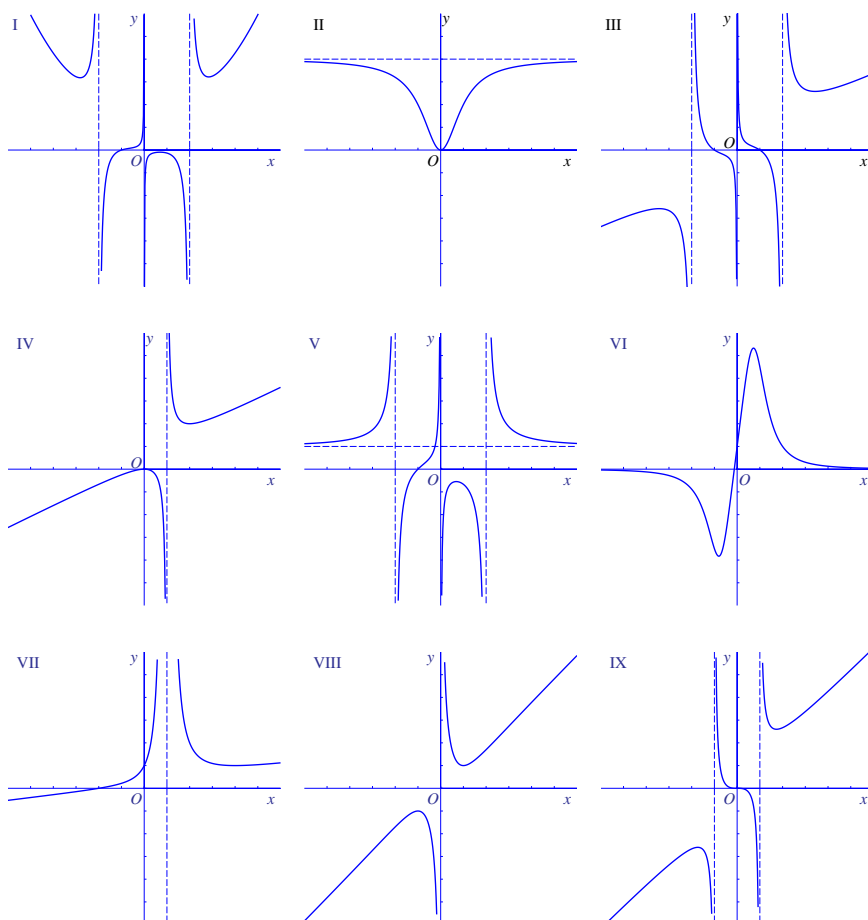 I y O x
II y O x
III y O x
IV y O x
V y O x
VI y O x
VII y O x
VIII y O x
IX y O x